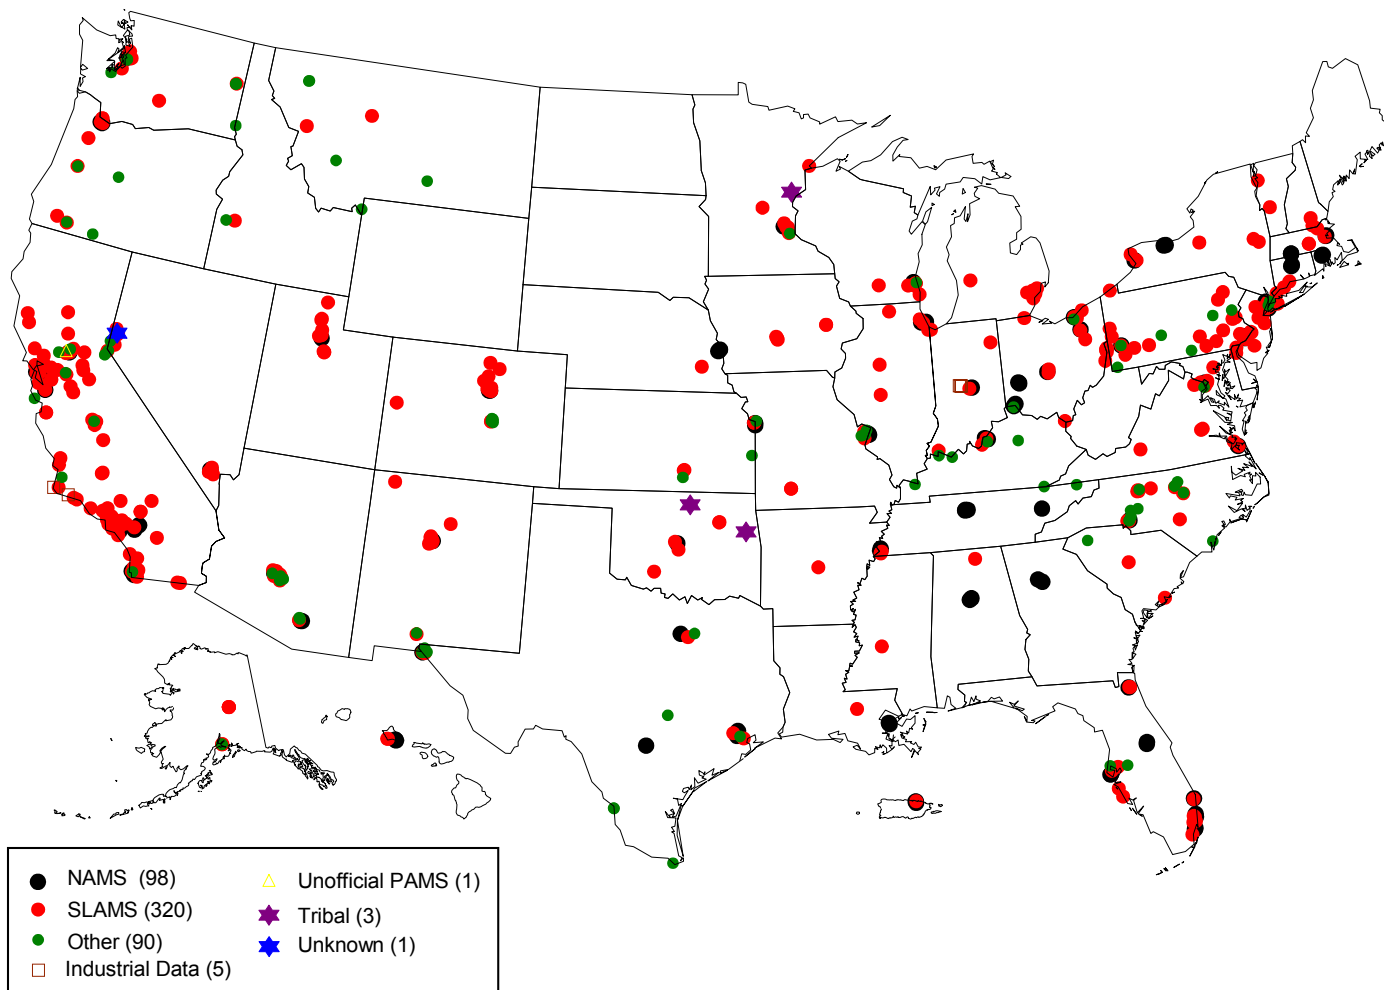 NAMS (98)
SLAMS (320)
Other (90)
Industrial Data (5)
Unofficial PAMS (1)
Tribal (3)
Unknown (1)